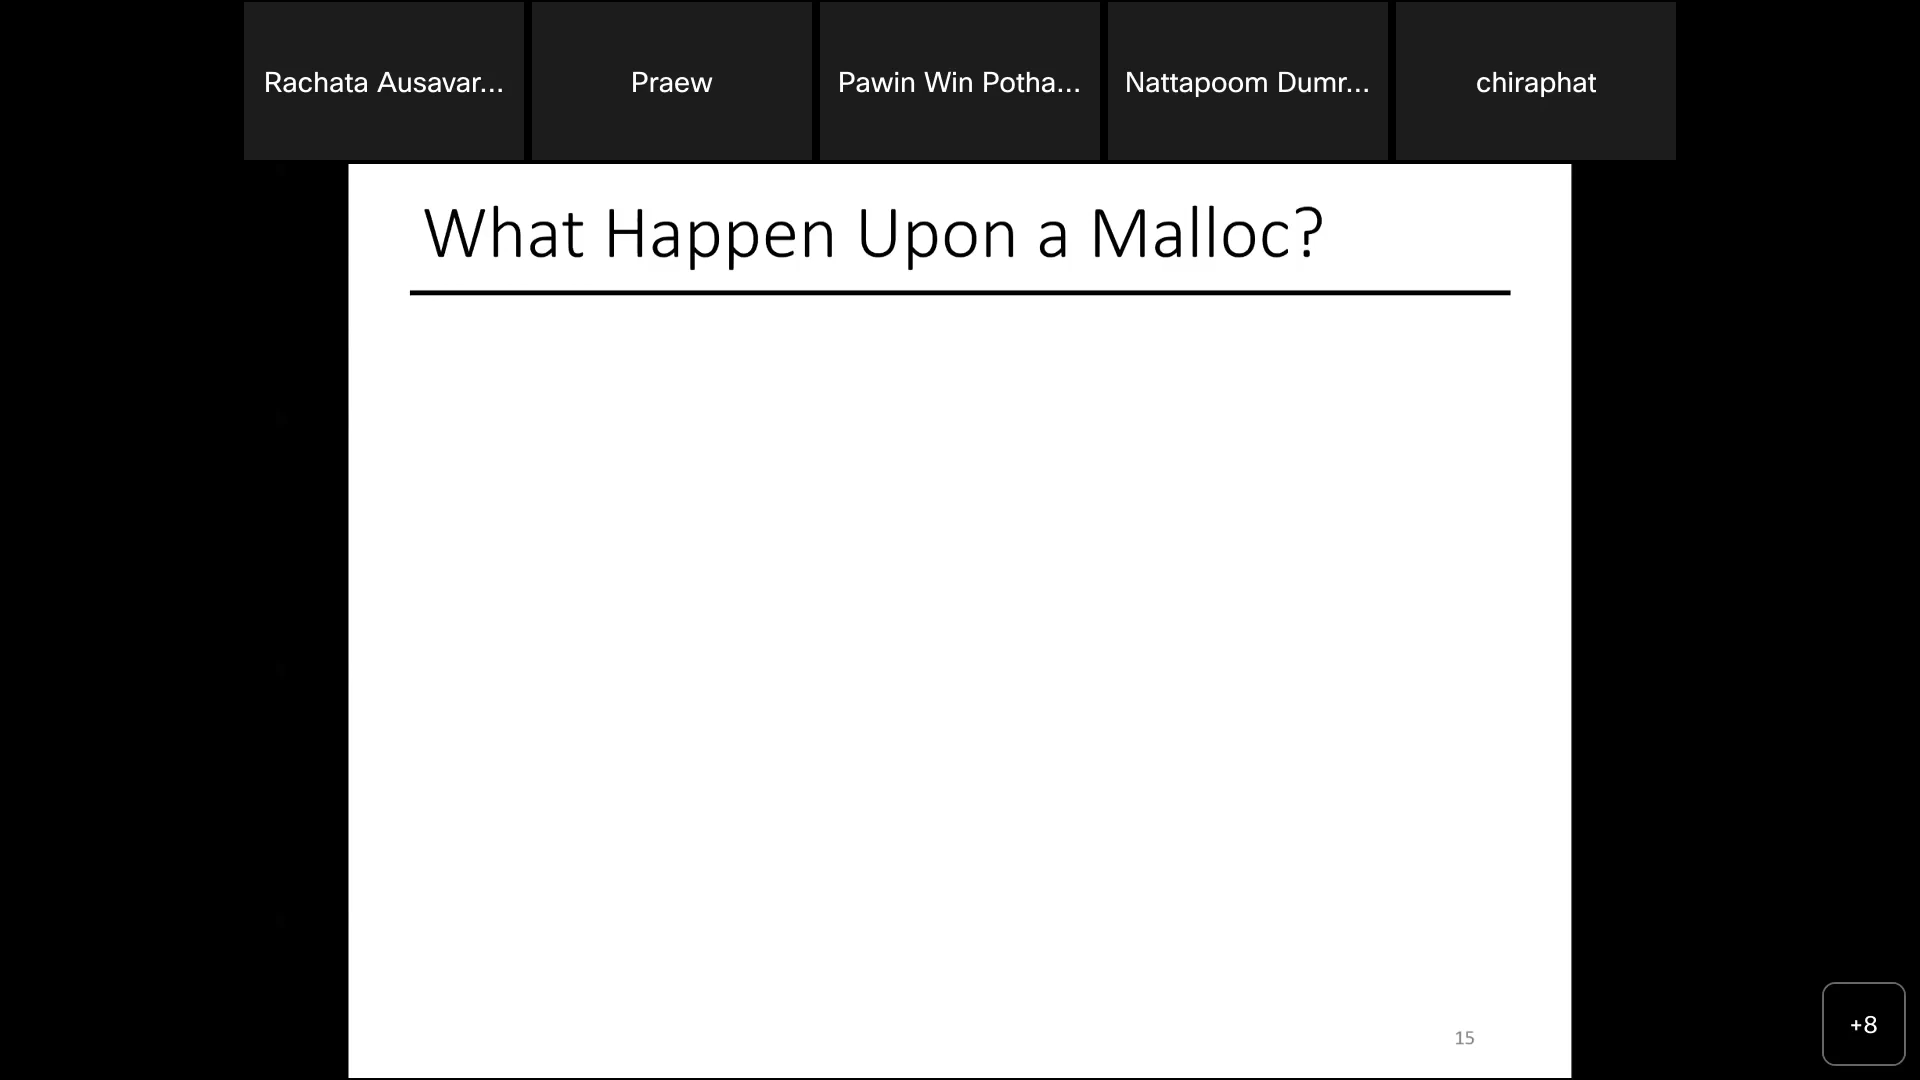 Rachata Ausavar...
Praew
Pawin Win Potha...
Nattapoom Dumr...
chiraphat
What Happen Upon a Malloc?
15
+8